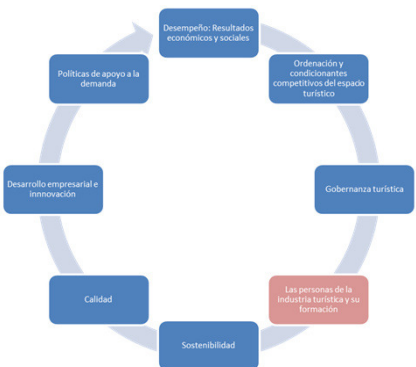 Desempeño: Resultados
económicos y sociales
Ordenación y
condicionantes
competitivos del espacio
turístico
Gobernanza turística
Las personas de la
industria turística y su
formación
Sostenibilidad
Calidad
Desarrollo empresarial e
innnovación
Políticas de apoyo a la
demanda